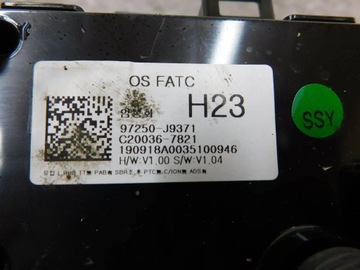 OS FATC
H23
97250-J9371
C20036-7821
190918A0035100946
H/W:V1.00 S/W:V1.04
SSY